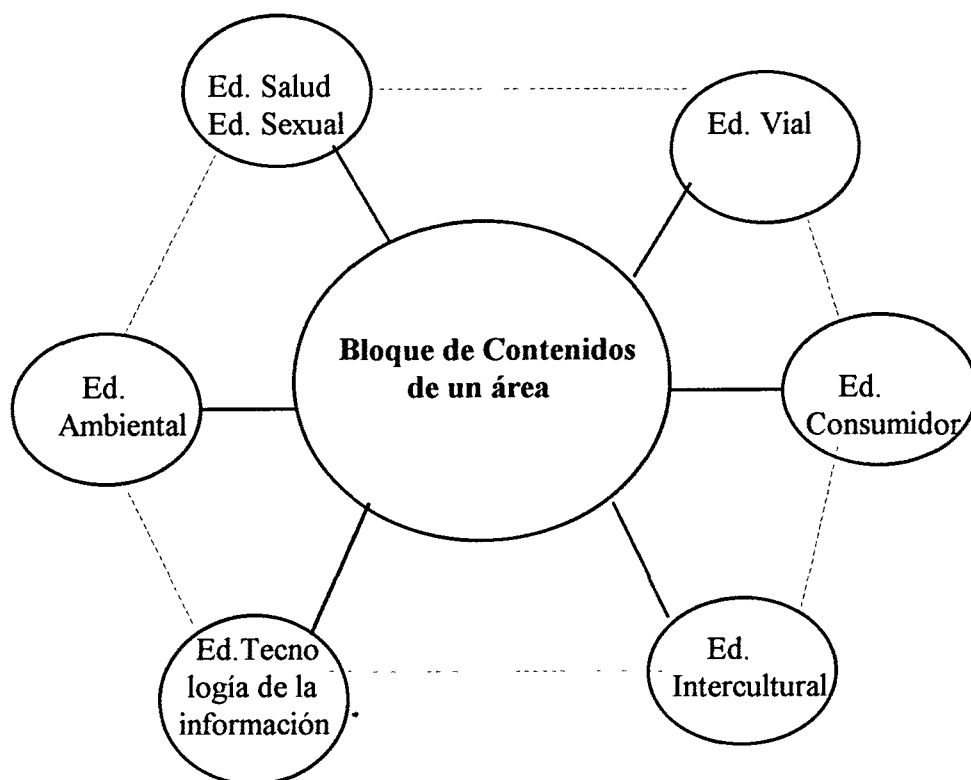 Ed. Salud
Ed. Sexual
Ed. Vial
Bloque de Contenidos
de un área
Ed.
Ambiental
Ed.
Consumidor
Ed.Tecno
logía de la
información
Ed.
Intercultural